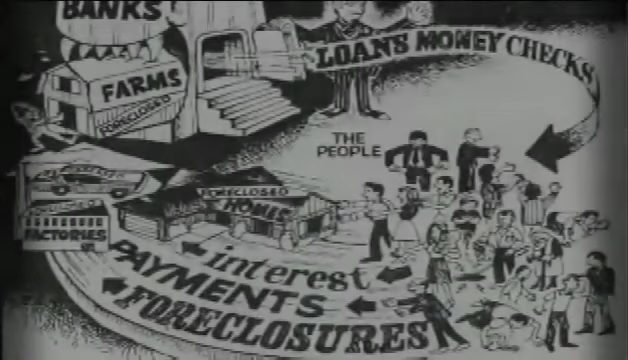 BANKS
LOANS MONEY CHECKS
FARMS
FORECLOSED
THE
PEOPLE
FORECLOSED
HOMES
FACTORIES
interest
PAYMENTS
FORECLOSURES